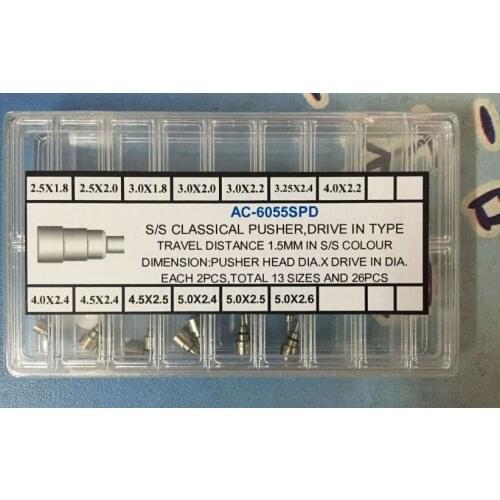 2.5X1.8 2.5X2.0 3.0X1.8 3.0X2.0 3.0X2.2 3.25X2.4 4.0X2.2
AC-6055SPD
S/S CLASSICAL PUSHER,DRIVE IN TYPE
TRAVEL DISTANCE 1.5MM IN S/S COLOUR
DIMENSION:PUSHER HEAD DIA.X DRIVE IN DIA.
EACH 2PCS,TOTAL 13 SIZES AND 26PCS
4.0X2.4 4.5X2.4 4.5X2.5 5.0X2.4 5.0X2.5 5.0X2.6